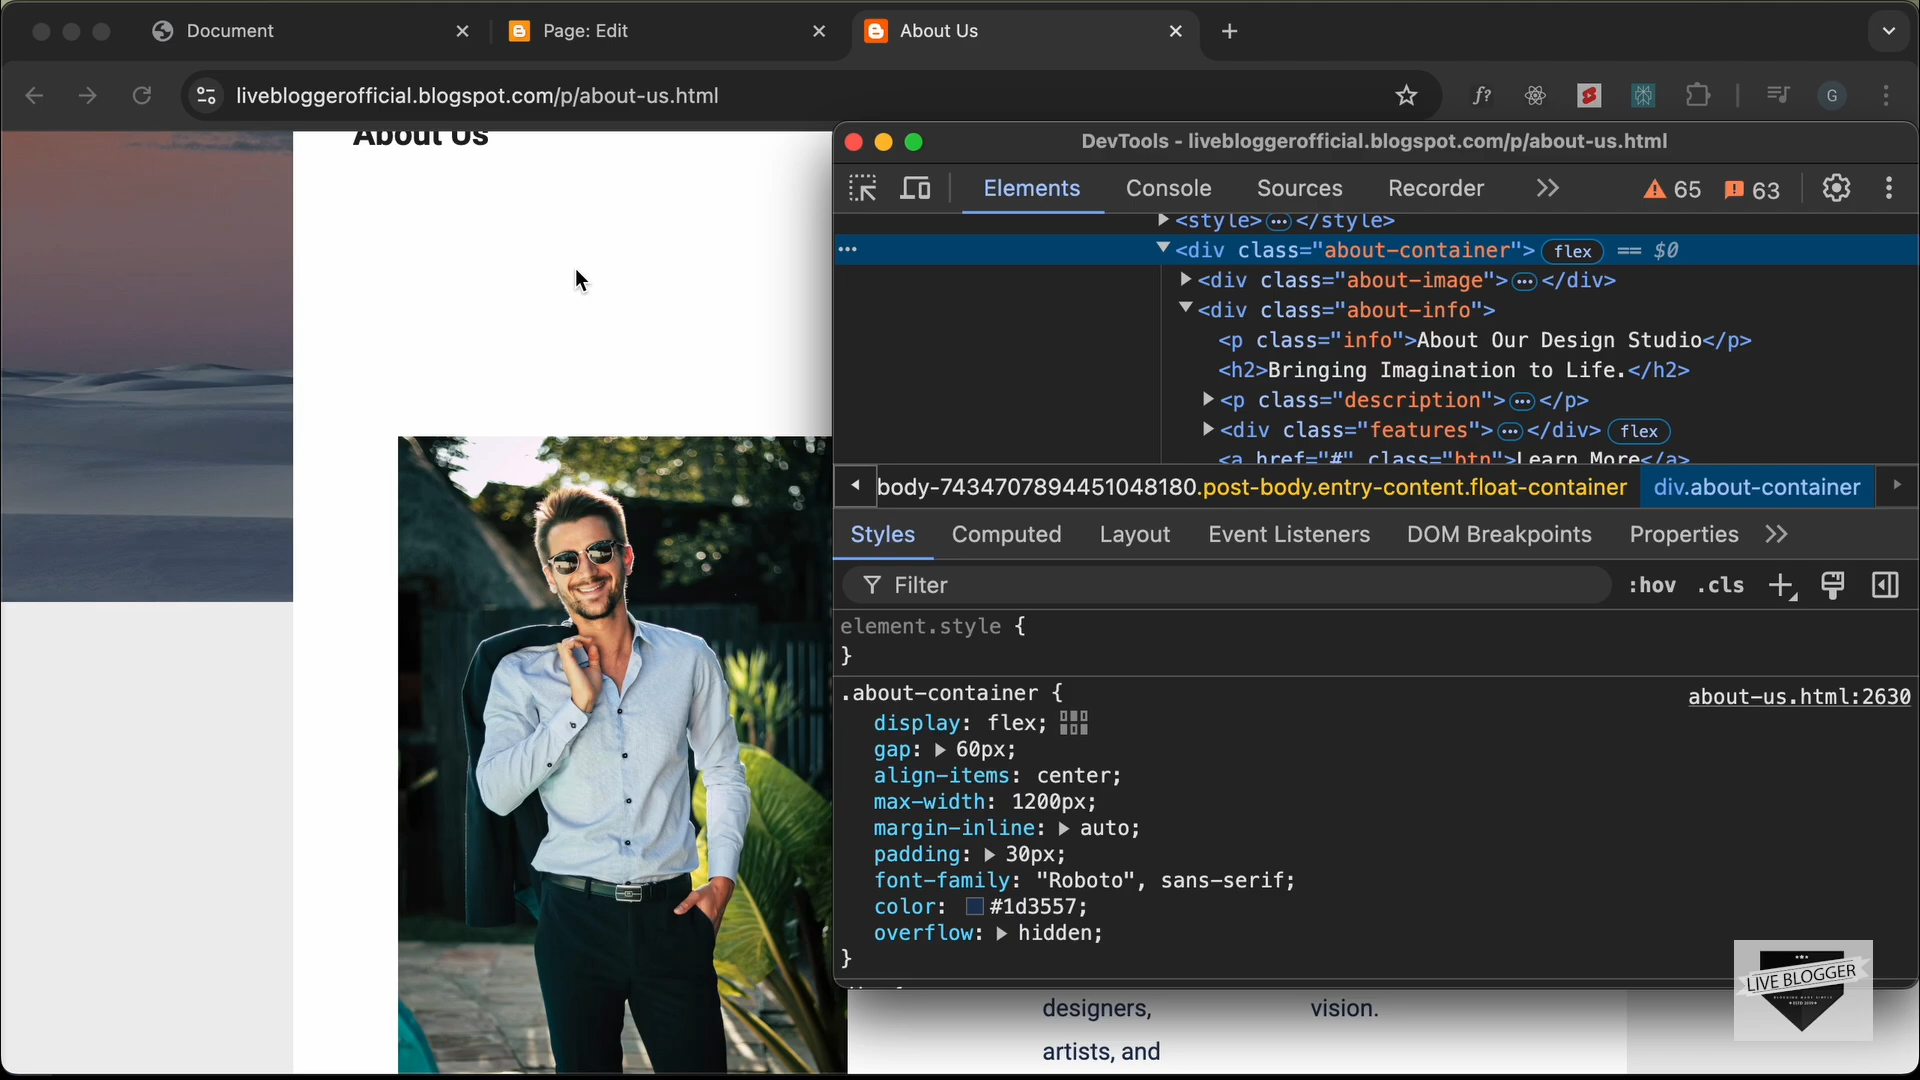 Document
Page: Edit
About Us
livebloggerofficial.blogspot.com/p/about-us.html
f?
G
About Us
DevTools - livebloggerofficial.blogspot.com/p/about-us.html
Elements
Console
Sources
Recorder
65
63
<style>…</style>
<div class="about-container"> flex == $0
<div class="about-image">…</div>
<div class="about-info">
<p class="info">About Our Design Studio</p>
<h2>Bringing Imagination to Life.</h2>
<p class="description">…</p>
<div class="features">…</div> flex
<a href="#" class="btn">Learn More</a>
body-7434707894451048180.post-body.entry-content.float-container
div.about-container
Styles
Computed
Layout
Event Listeners
DOM Breakpoints
Properties
Filter
:hov
.cls
element.style {
}
.about-container {
about-us.html:2630
display: flex;
gap: 60px;
align-items: center;
max-width: 1200px;
margin-inline: auto;
padding: 30px;
font-family: "Roboto", sans-serif;
color: #1d3557;
overflow: hidden;
}
designers,
vision.
artists, and
LIVE BLOGGER